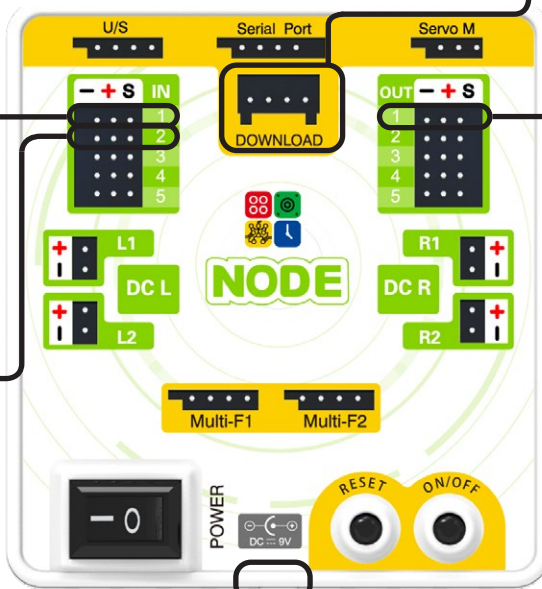 U/S
Serial Port
Servo M
− + S IN
1
2
3
4
5
DOWNLOAD
OUT − + S
1
2
3
4
5
+ L1
−
DC L
+
− L2
NODE
R1 +
−
DC R
+
R2 −
Multi-F1
Multi-F2
− 0
POWER
DC 9V
RESET
ON/OFF